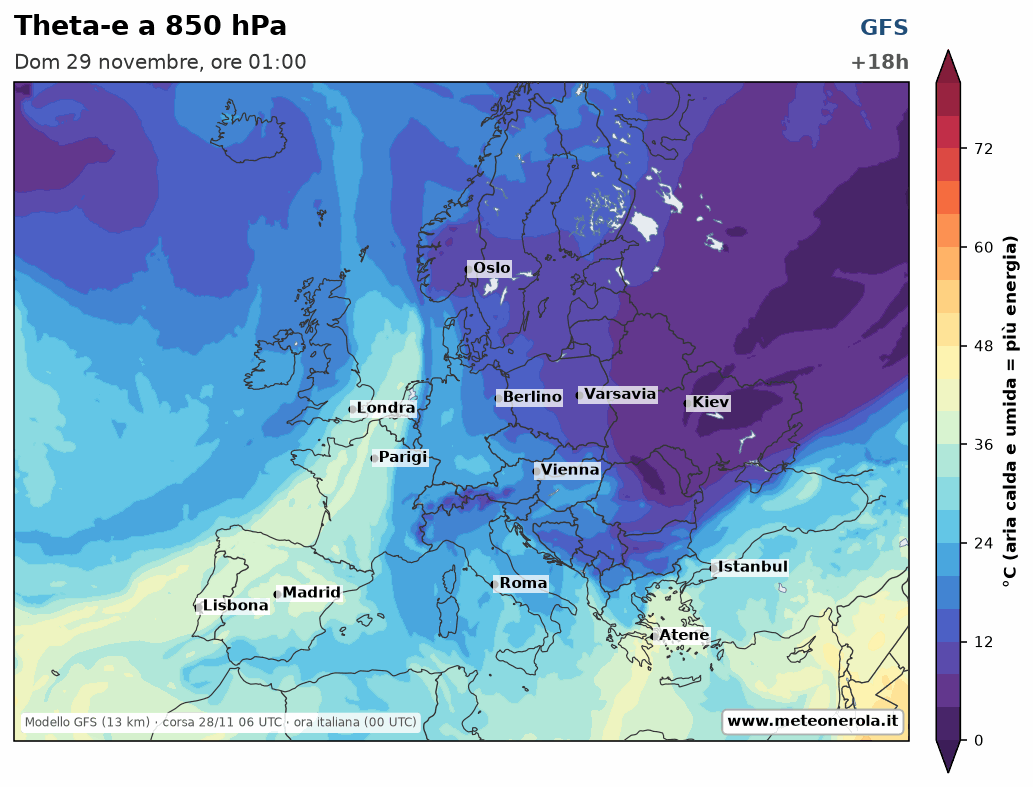 Theta-e a 850 hPa
GFS
Dom 29 novembre, ore 01:00
+18h
Oslo
Londra
Berlino
Varsavia
Kiev
Parigi
Vienna
Istanbul
Roma
Madrid
Lisbona
Atene
Modello GFS (13 km) · corsa 28/11 06 UTC · ora italiana (00 UTC)
www.meteonerola.it
72
60
48
36
24
12
0
°C (aria calda e umida = più energia)